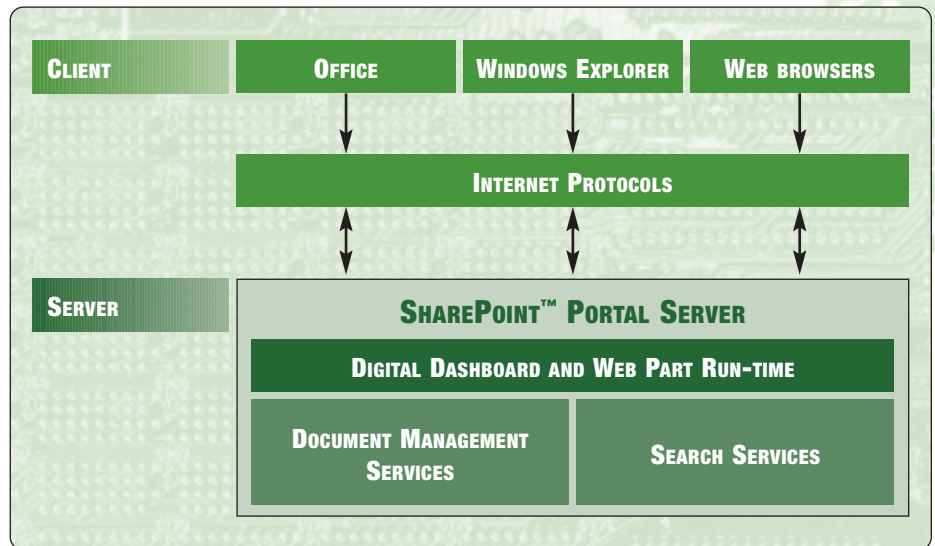 CLIENT
OFFICE
WINDOWS EXPLORER
WEB BROWSERS
INTERNET PROTOCOLS
SERVER
SHAREPOINT™ PORTAL SERVER
DIGITAL DASHBOARD AND WEB PART RUN-TIME
DOCUMENT MANAGEMENT
SERVICES
SEARCH SERVICES